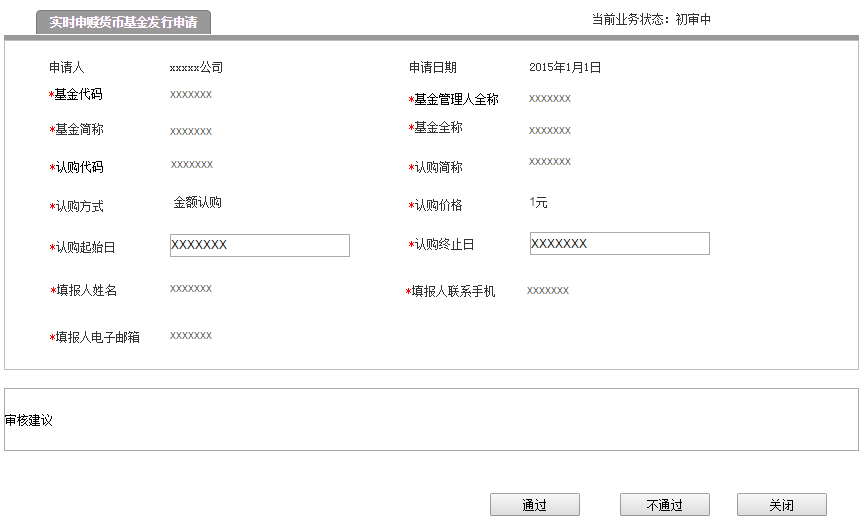 实时申赎货币基金发行申请
当前业务状态：初审中
申请人 xxxxx公司 申请日期 2015年1月1日
*基金代码 XXXXXXX *基金管理人全称 XXXXXXX
*基金简称 XXXXXXX *基金全称 XXXXXXX
*认购代码 XXXXXXX *认购简称 XXXXXXX
*认购方式 金额认购 *认购价格 1元
*认购起始日 XXXXXXX *认购终止日 XXXXXXX
*填报人姓名 XXXXXXX *填报人联系手机 XXXXXXX
*填报人电子邮箱 XXXXXXX
审核建议
通过 不通过 关闭